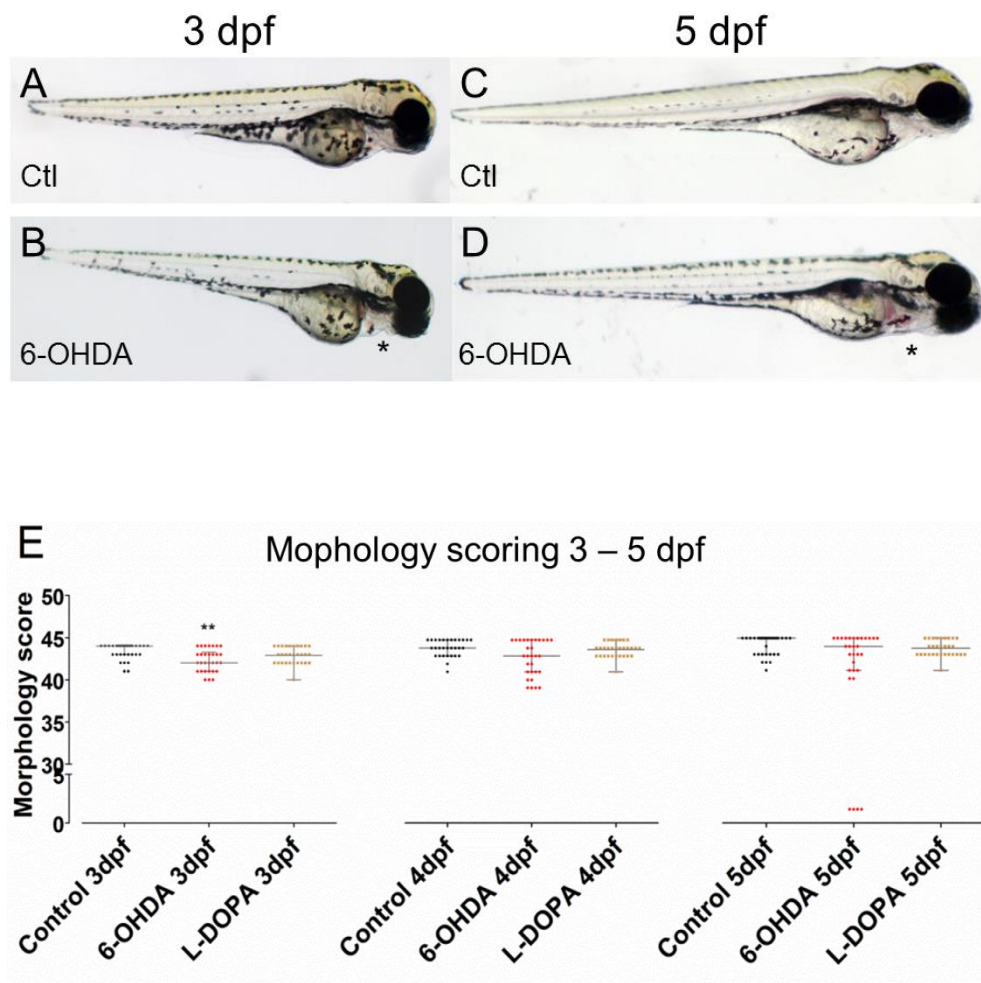 3 dpf
5 dpf
A
Ctl
C
Ctl
B
6-OHDA
*
D
6-OHDA
*
E
Mophology scoring 3 – 5 dpf
Morphology score
50
45
40
35
30
5
0
**
Control 3dpf
6-OHDA 3dpf
L-DOPA 3dpf
Control 4dpf
6-OHDA 4dpf
L-DOPA 4dpf
Control 5dpf
6-OHDA 5dpf
L-DOPA 5dpf